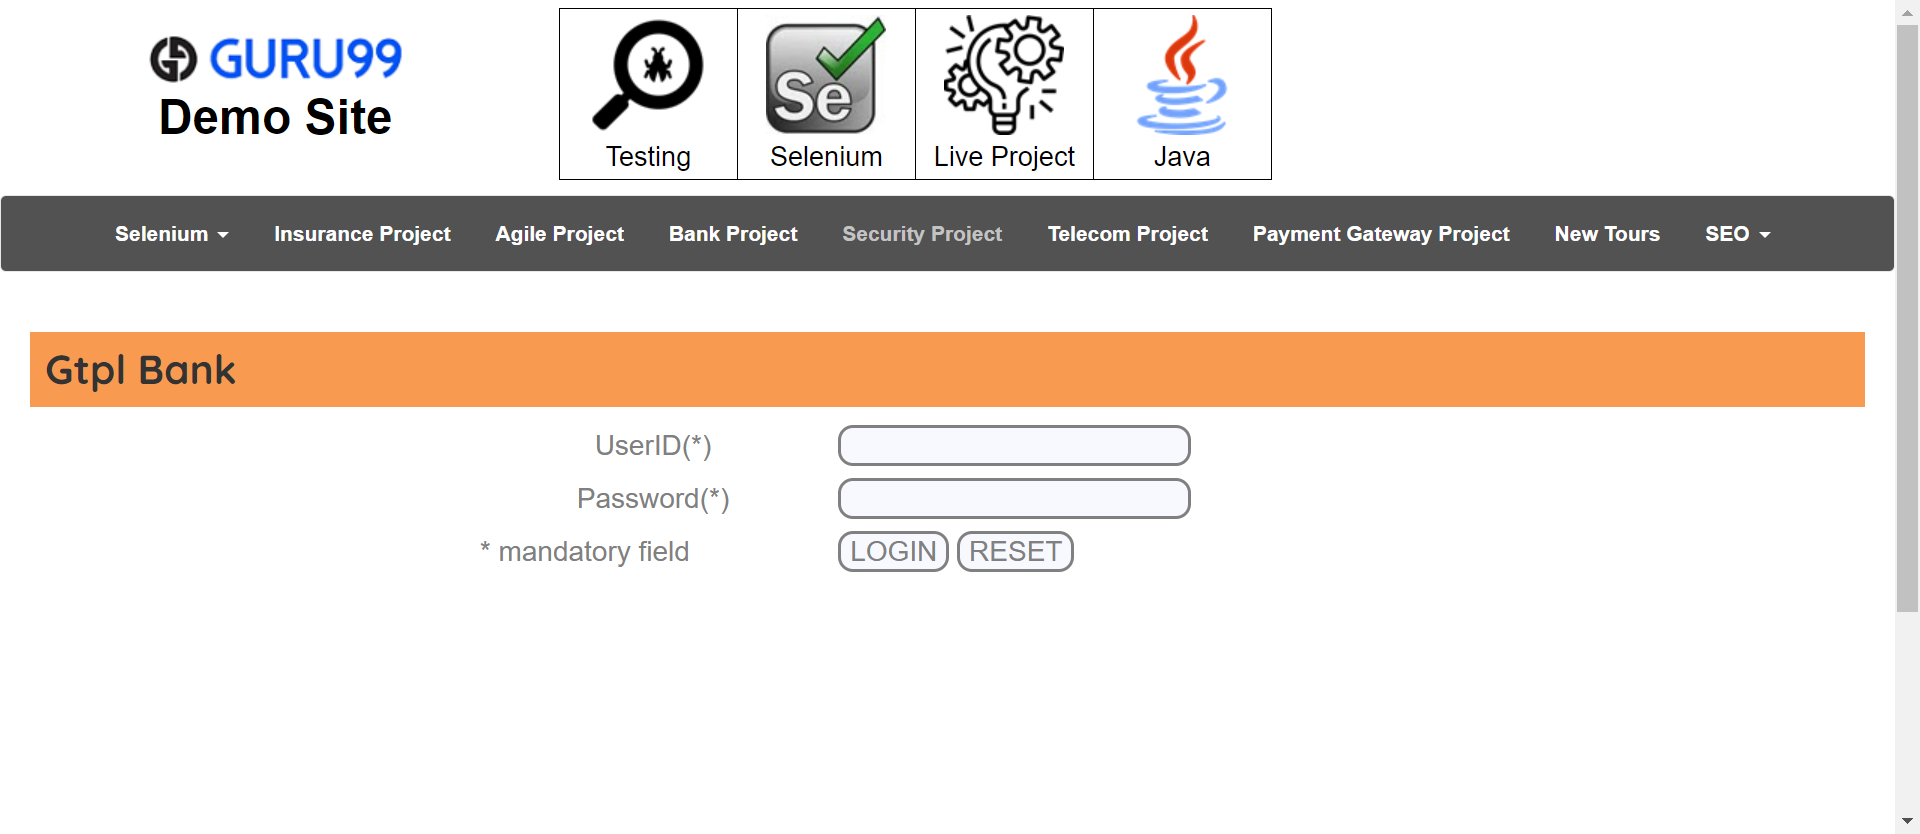 GURU99
Demo Site
Testing
Se
Selenium
Live Project
Java
Selenium Insurance Project Agile Project Bank Project Security Project Telecom Project Payment Gateway Project New Tours SEO
Gtpl Bank
UserID(*)
Password(*)
* mandatory field LOGIN RESET